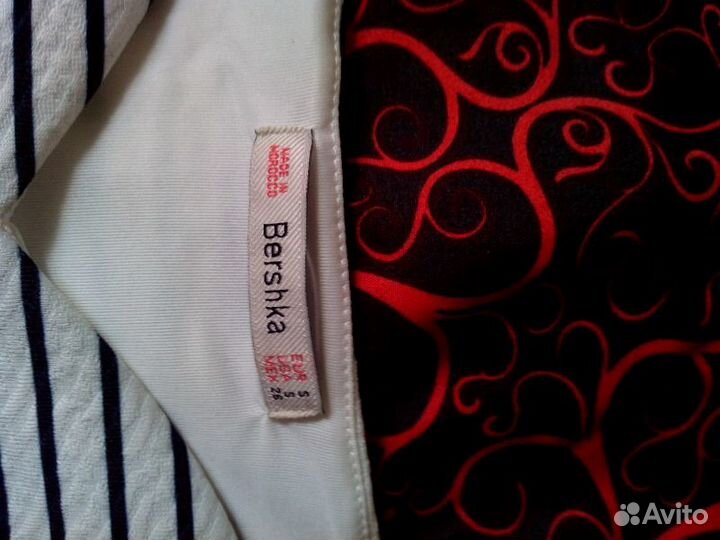 MADE IN
MOROCCO
Bershka
EUR S
USA S
MEX 26
Avito